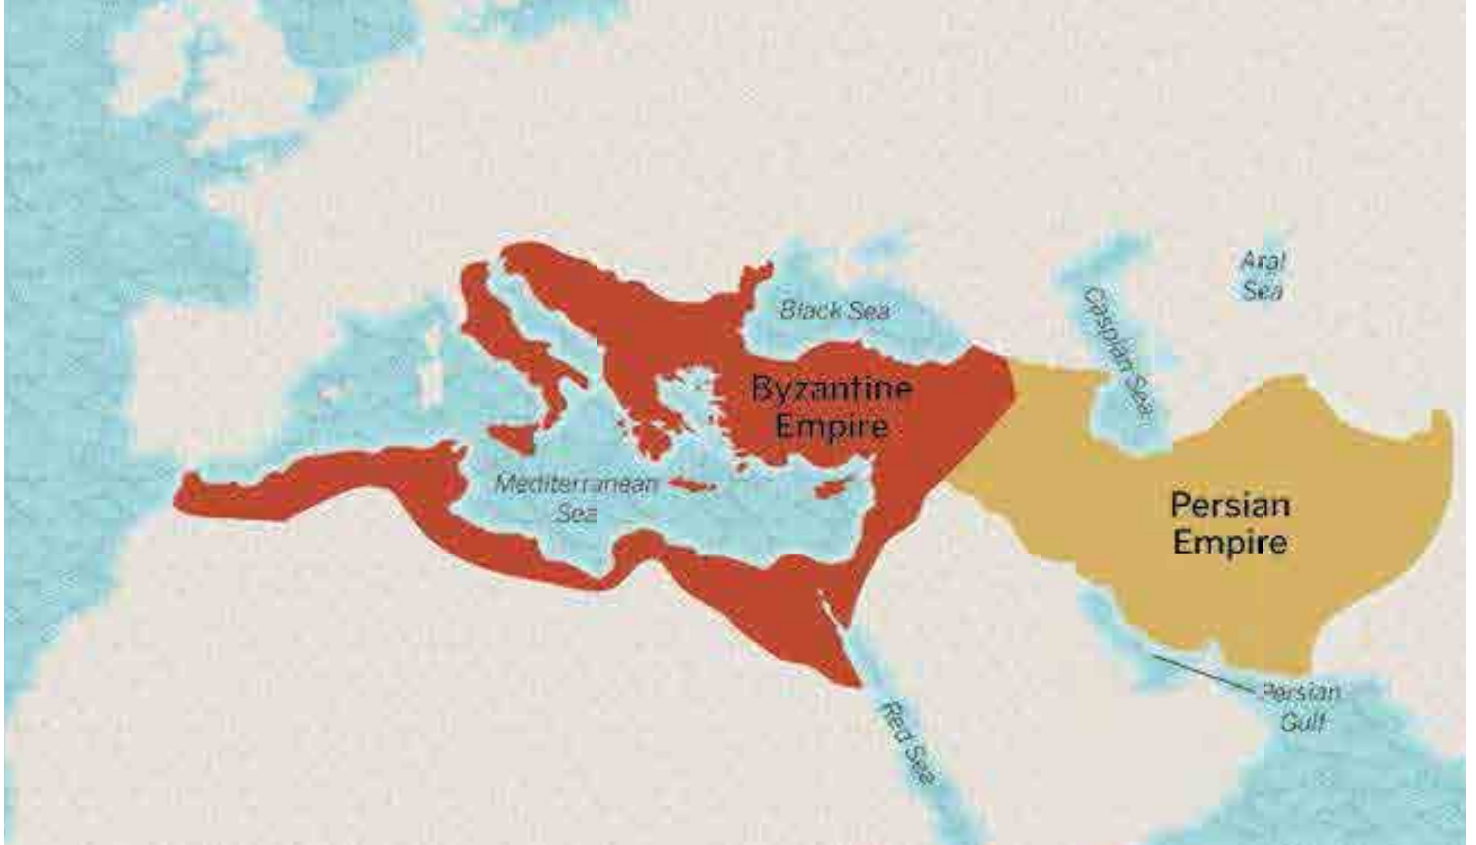 Aral
Sea
Black Sea
Caspian Sea
Byzantine
Empire
Mediterranean
Sea
Persian
Empire
Persian
Gulf
Red Sea